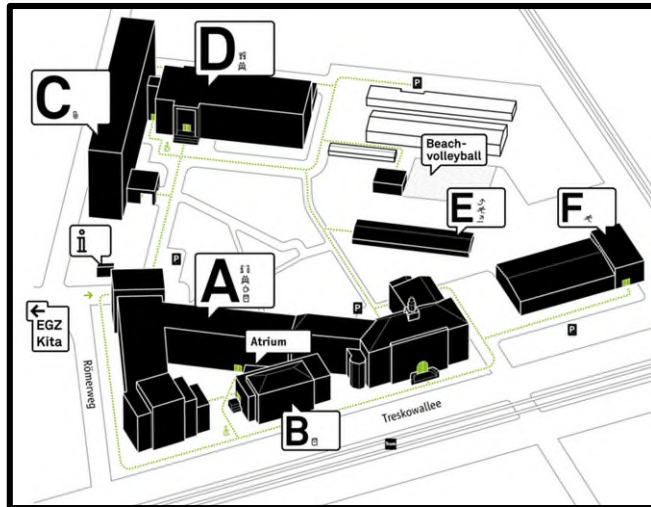 D
C
P
Beach-
volleyball
E
F
i
P
A
P
EGZ
Kita
Atrium
P
Römerweg
B
Treskowallee